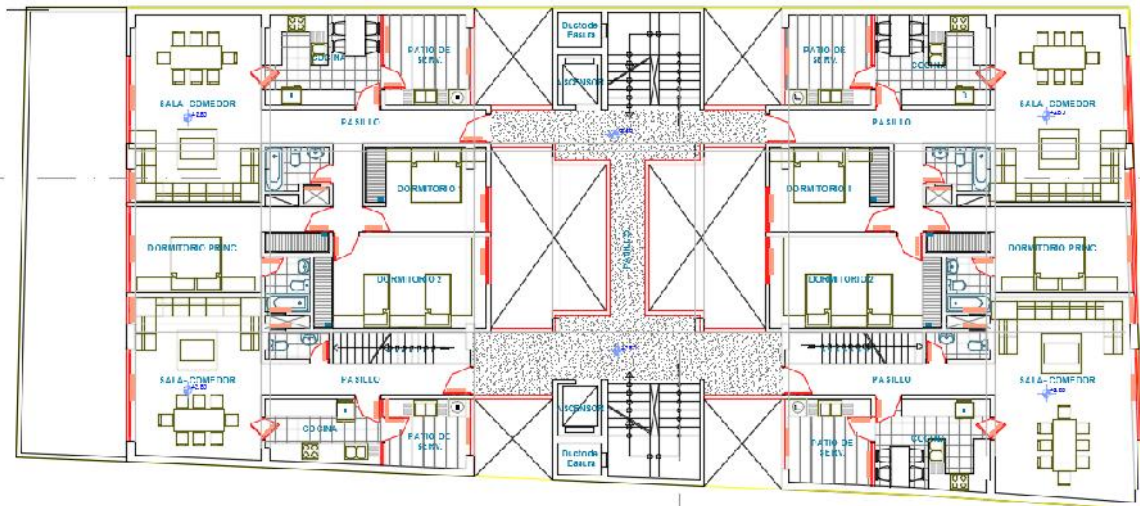 Ducto de
Basura
COCINA
PATIO DE
SERV.
ASCENSOR
PATIO DE
SERV.
COCINA
SALA- COMEDOR
SALA- COMEDOR
PASILLO
PASILLO
DORMITORIO 1
DORMITORIO 1
PASILLO
DORMITORIO PRINC.
DORMITORIO PRINC.
DORMITORIO 2
DORMITORIO 2
SALA- COMEDOR
PASILLO
PASILLO
SALA- COMEDOR
ASCENSOR
COCINA
PATIO DE
SERV.
Ducto de
Basura
PATIO DE
SERV.
COCINA